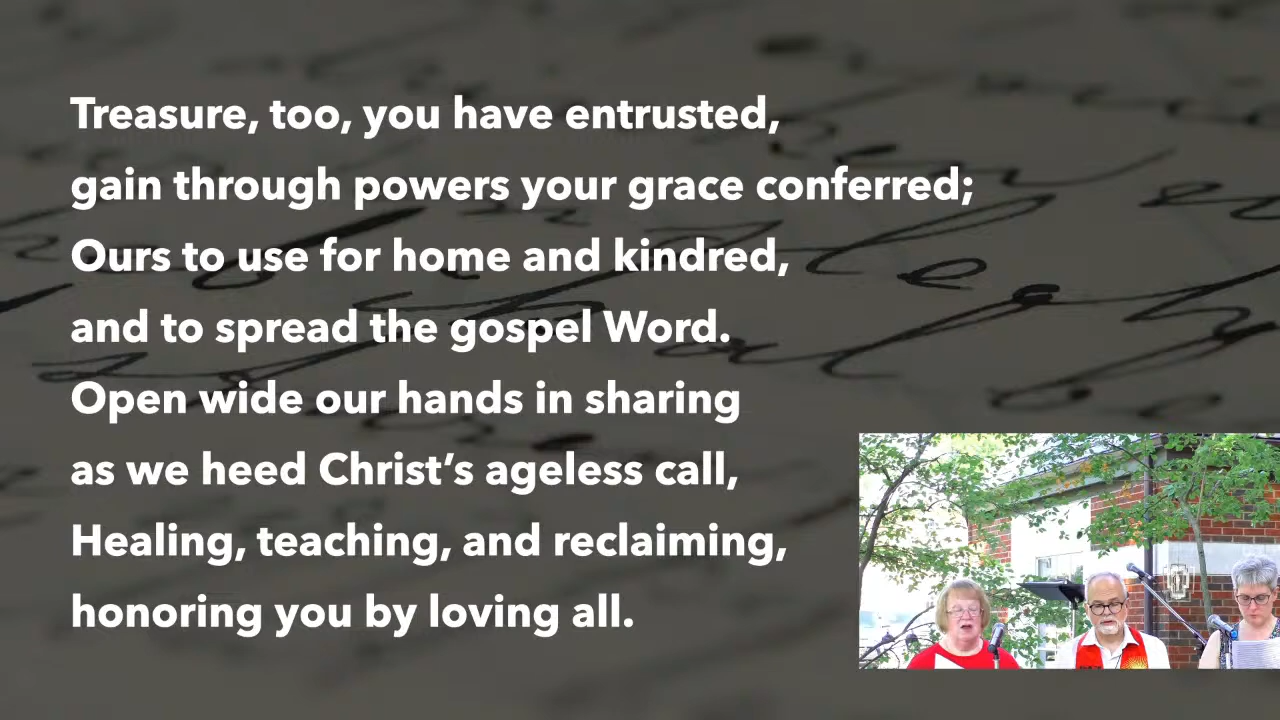 Treasure, too, you have entrusted,
gain through powers your grace conferred;
Ours to use for home and kindred,
and to spread the gospel Word.
Open wide our hands in sharing
as we heed Christ’s ageless call,
Healing, teaching, and reclaiming,
honoring you by loving all.